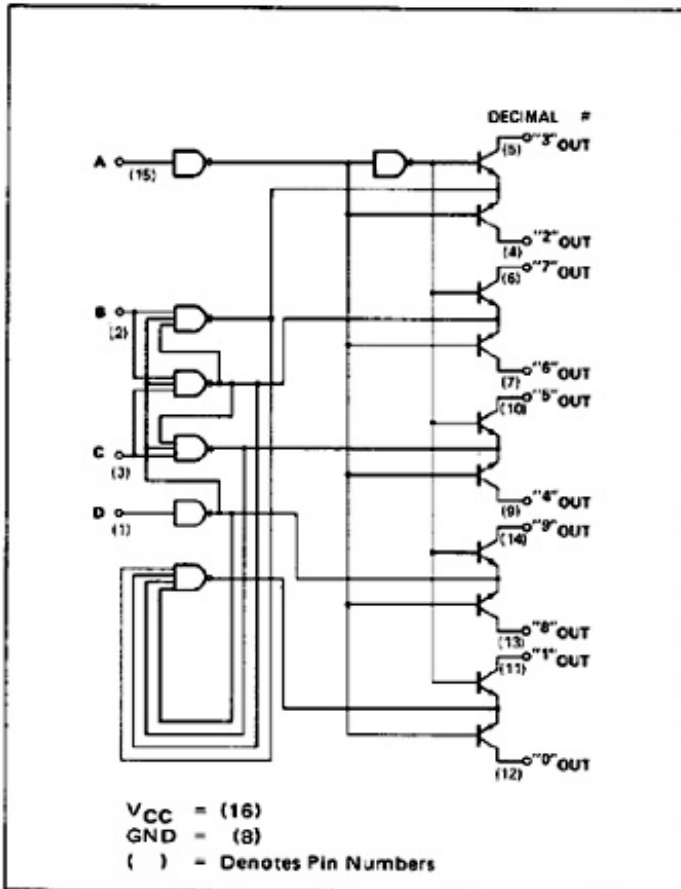 DECIMAL #
"3" OUT
(5)
A
(15)
"2" OUT
(4)
"7" OUT
(6)
B
(2)
"6" OUT
(7)
"5" OUT
(10)
C
(3)
"4" OUT
(9)
D
(1)
"9" OUT
(14)
"8" OUT
(13)
"1" OUT
(11)
"0" OUT
(12)
VCC = (16)
GND = (8)
( ) = Denotes Pin Numbers